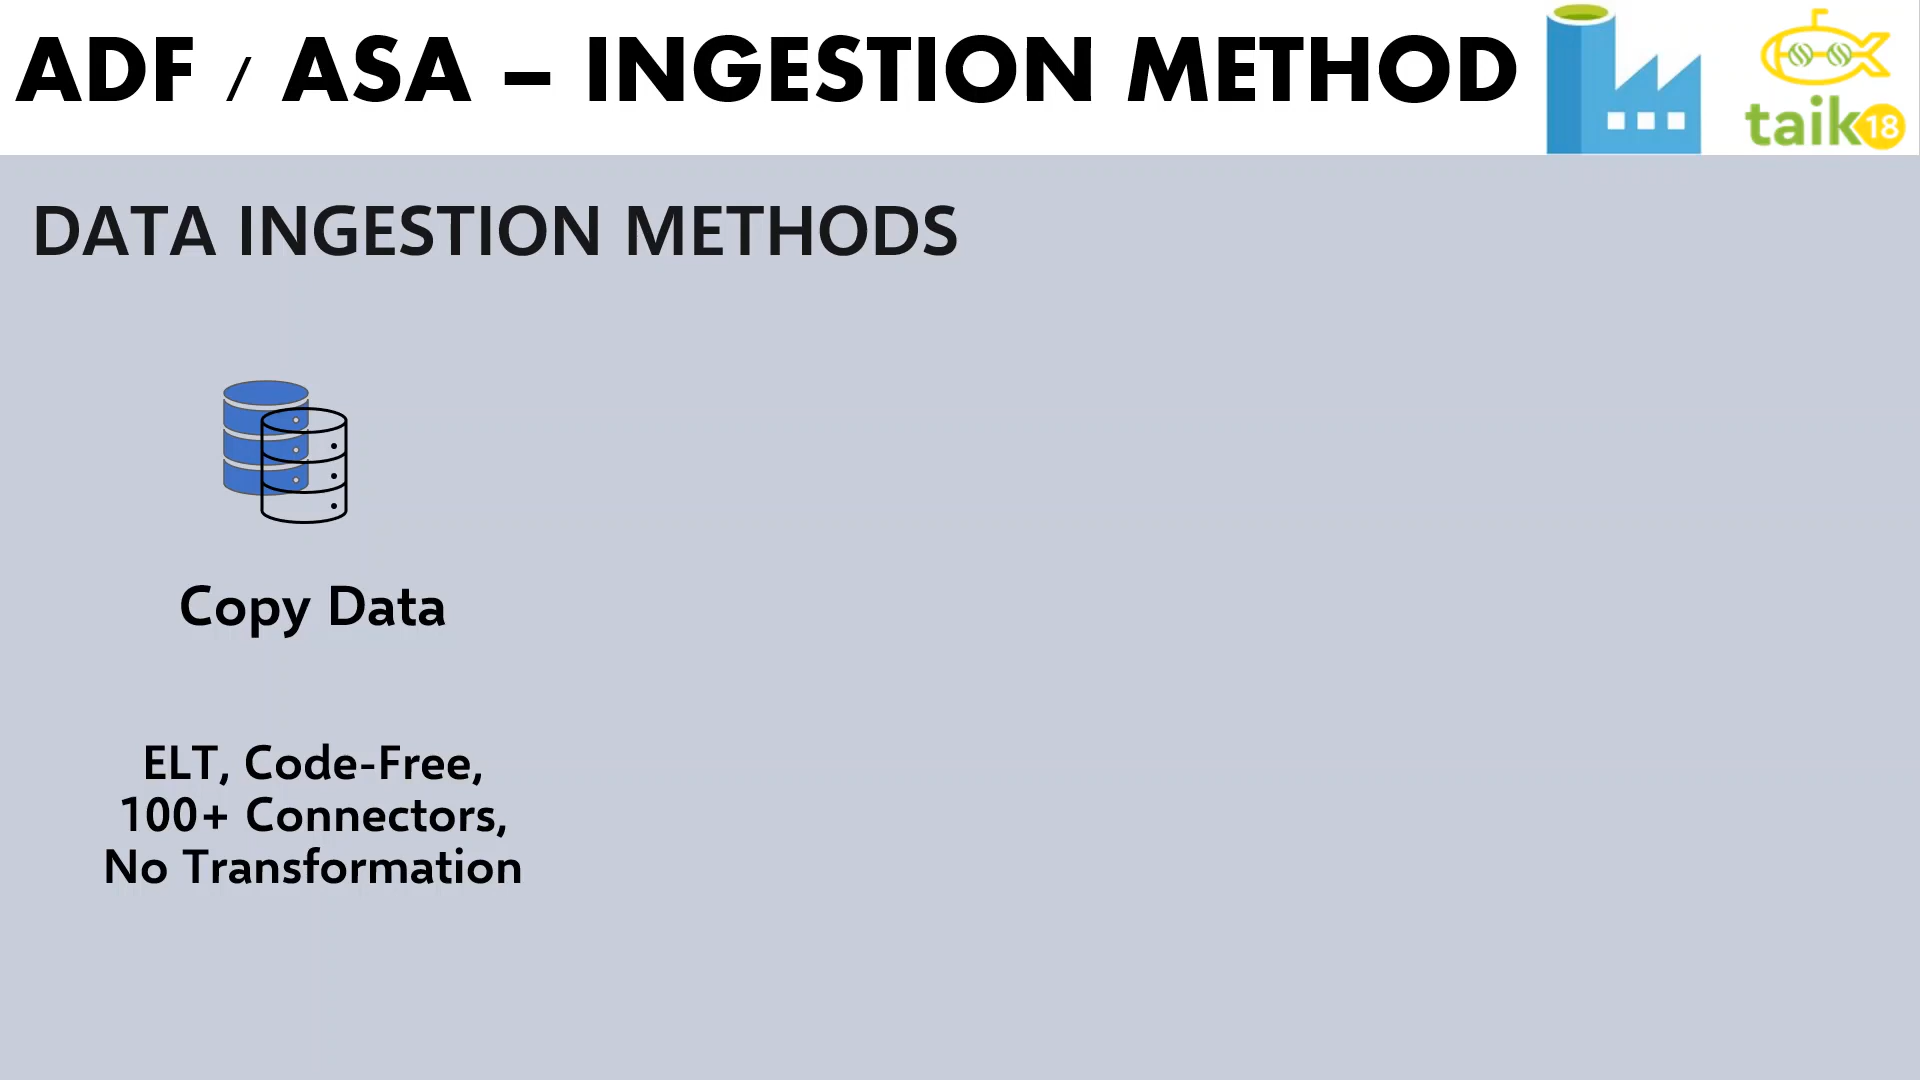 ADF / ASA – INGESTION METHOD
taik18
DATA INGESTION METHODS
Copy Data
ELT, Code-Free,
100+ Connectors,
No Transformation